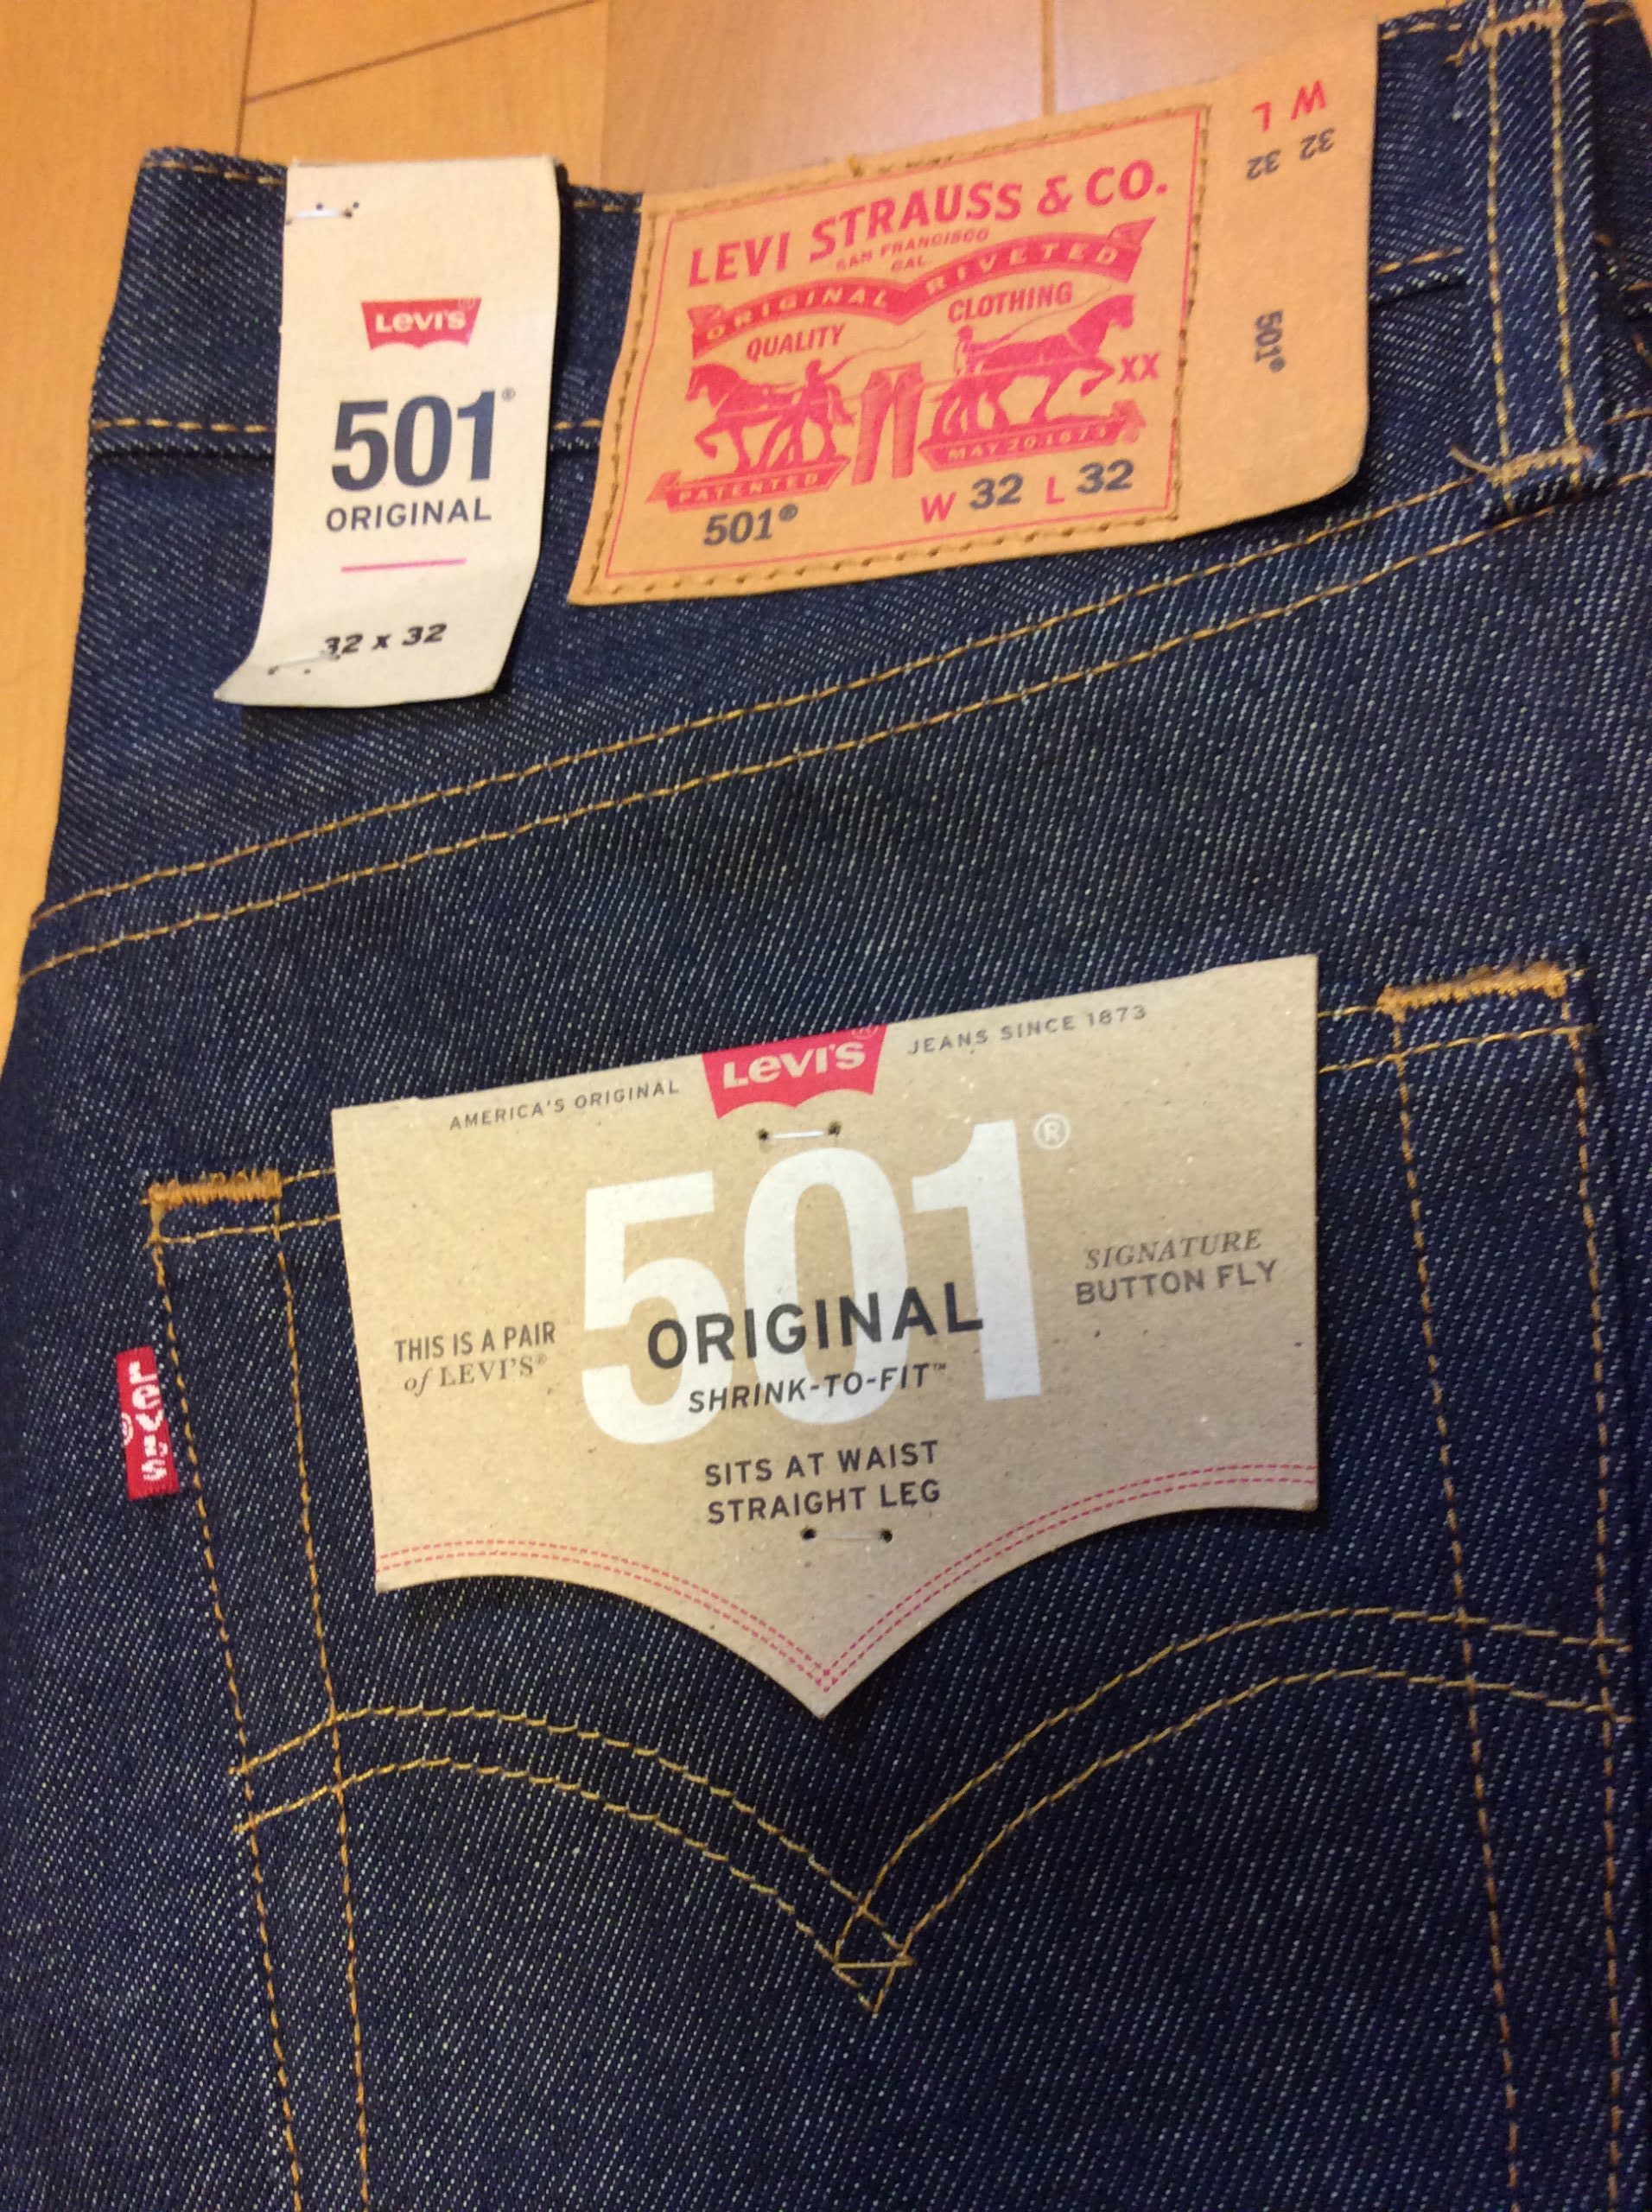 Levi's®
501®
ORIGINAL
32 x 32
LEVI STRAUSS & CO.
SAN FRANCISCO
CAL.
ORIGINAL RIVETED
QUALITY CLOTHING
XX
PATENTED
MAY 20 1873
®
501® W 32 L 32
W L
32 32
501®
AMERICA'S ORIGINAL Levi's® JEANS SINCE 1873
501®
ORIGINAL
SHRINK-TO-FIT™
THIS IS A PAIR
of LEVI'S®
SIGNATURE
BUTTON FLY
SITS AT WAIST
STRAIGHT LEG
Levi's®